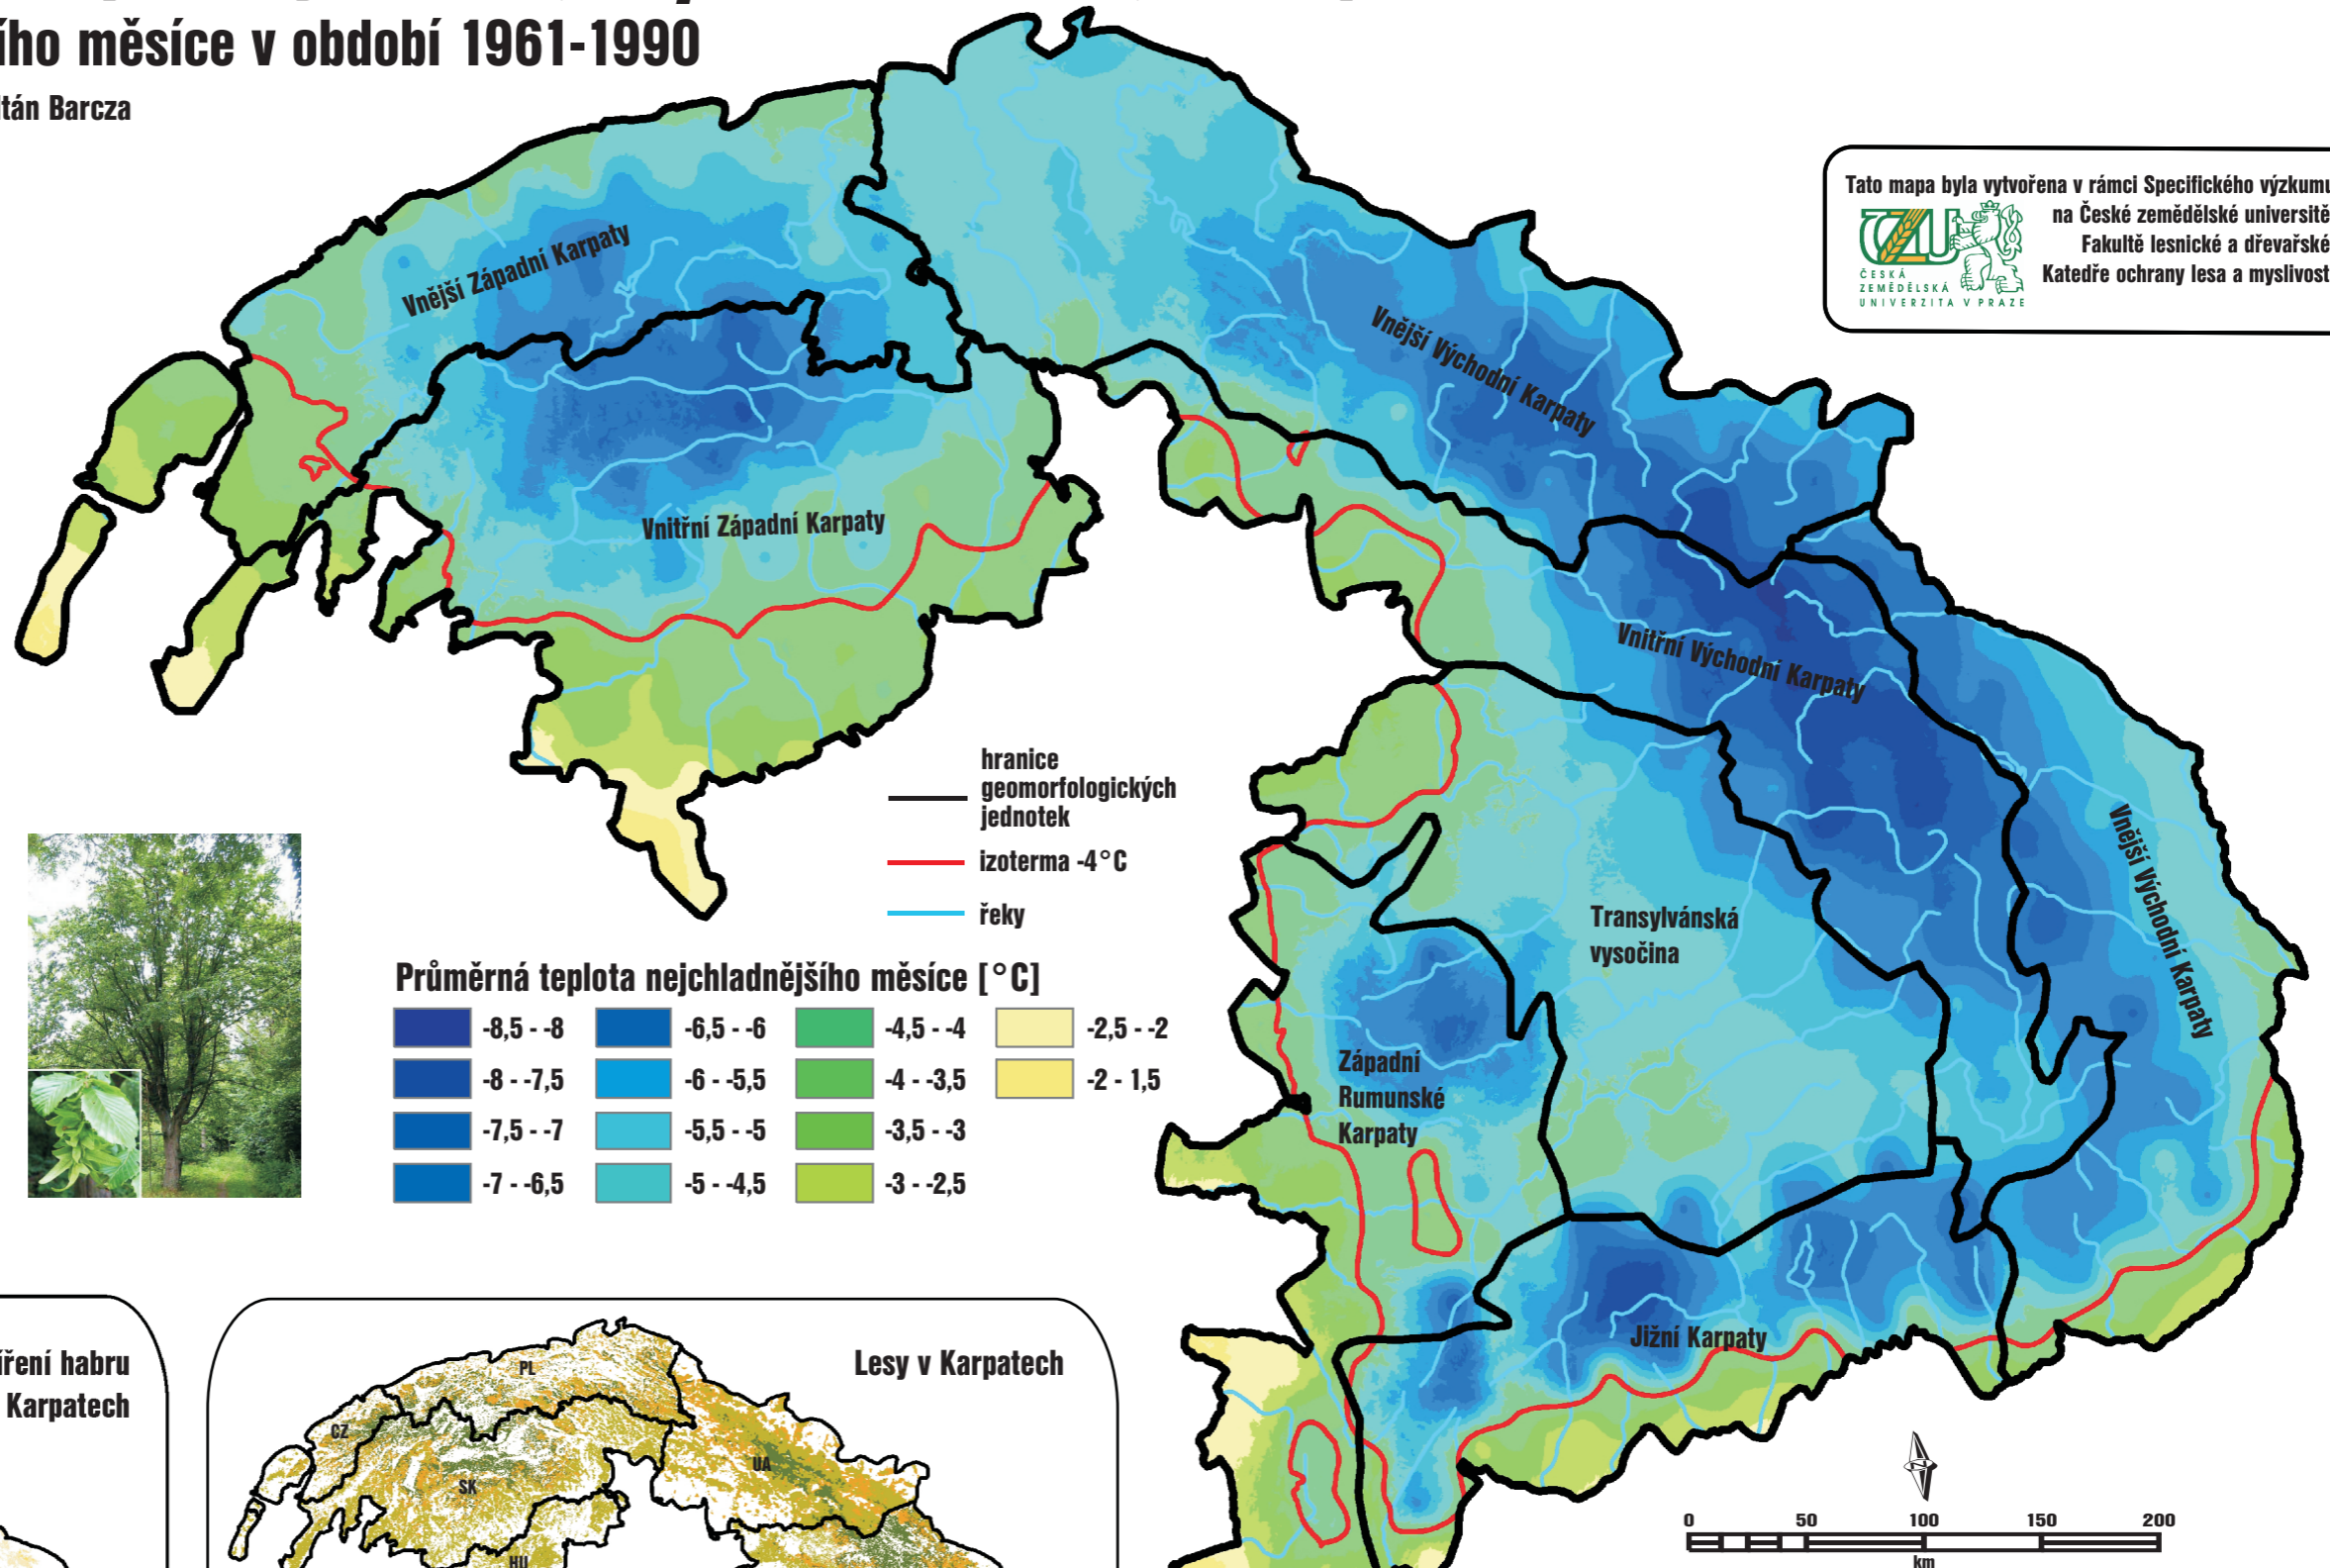 ího měsíce v období 1961-1990
tán Barcza
Tato mapa byla vytvořena v rámci Specifického výzkumu
na České zemědělské universitě
Fakultě lesnické a dřevařské
Katedře ochrany lesa a myslivost
ČZU
ČESKÁ
ZEMĚDĚLSKÁ
UNIVERZITA V PRAZE
Vnější Západní Karpaty
Vnitřní Západní Karpaty
Vnější Východní Karpaty
Vnitřní Východní Karpaty
Vnější Východní Karpaty
Transylvánská
vysočina
Západní
Rumunské
Karpaty
Jižní Karpaty
hranice
geomorfologických
jednotek
izoterma -4°C
řeky
Průměrná teplota nejchladnějšího měsíce [°C]
-8,5 - -8
-8 - -7,5
-7,5 - -7
-7 - -6,5
-6,5 - -6
-6 - -5,5
-5,5 - -5
-5 - -4,5
-4,5 - -4
-4 - -3,5
-3,5 - -3
-3 - -2,5
-2,5 - -2
-2 - 1,5
íření habru
Karpatech
Lesy v Karpatech
PL
CZ
SK
UA
HU
N
0 50 100 150 200
km